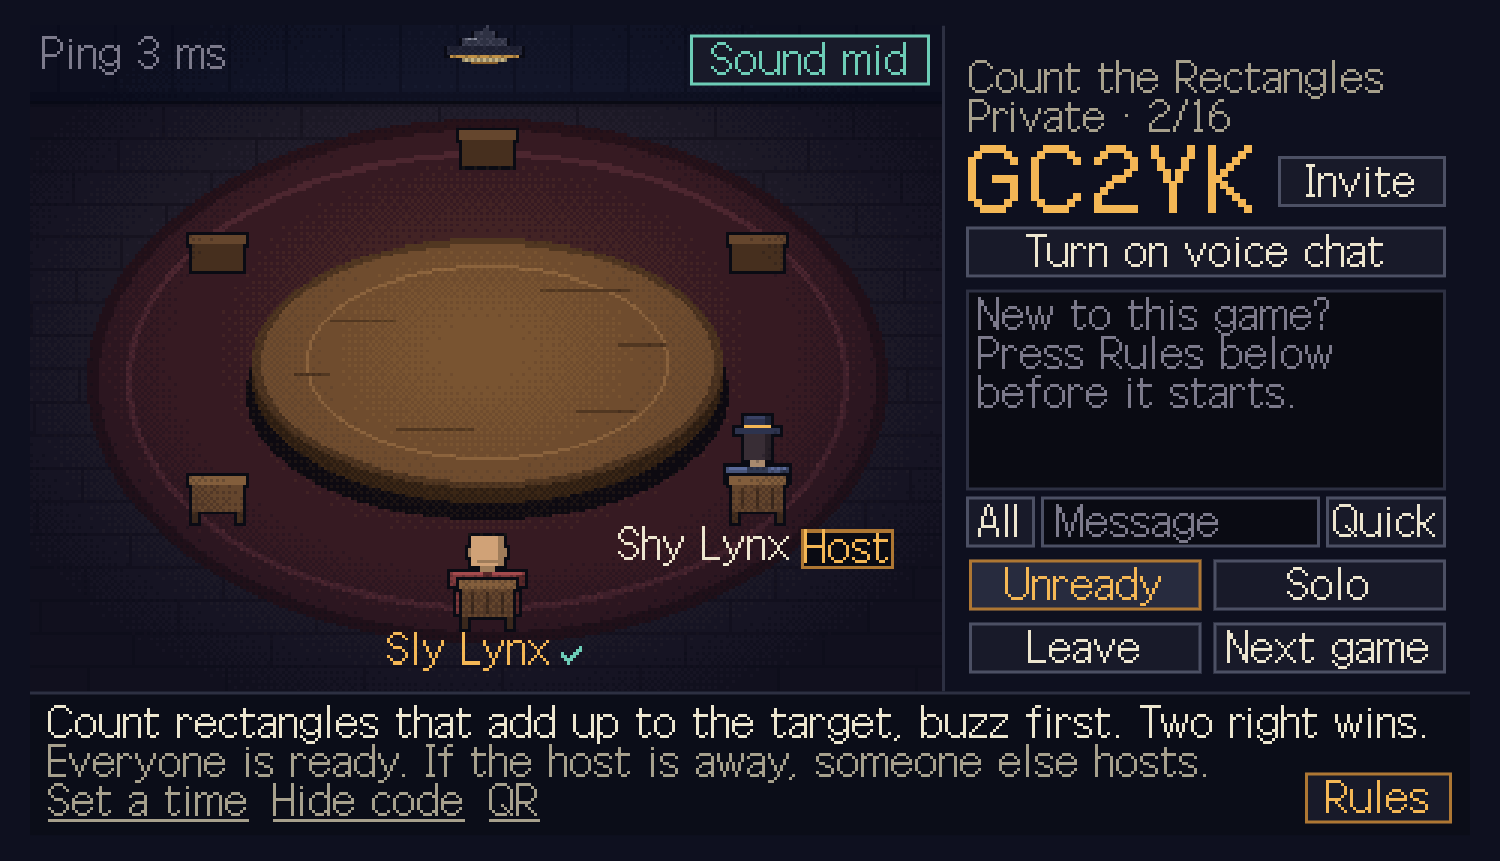 Ping 3 ms
Sound mid
Count the Rectangles
Private · 2/16
GC2YK
Invite
Turn on voice chat
New to this game?
Press Rules below
before it starts.
All
Message
Quick
Shy Lynx Host
Unready
Solo
Sly Lynx
Leave
Next game
Count rectangles that add up to the target, buzz first. Two right wins.
Everyone is ready. If the host is away, someone else hosts.
Set a time Hide code QR
Rules